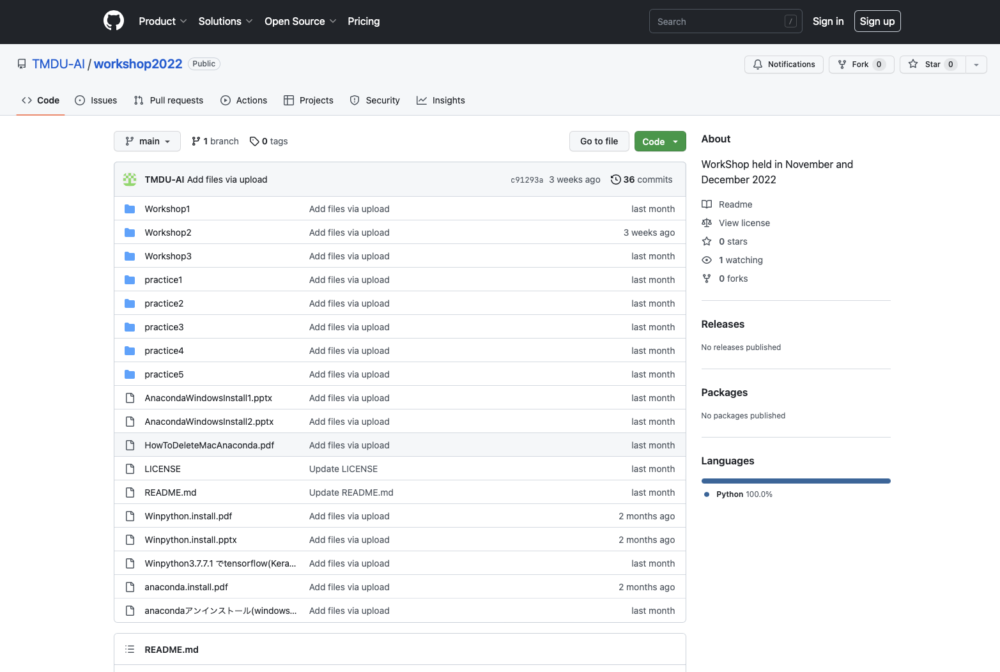 Product Solutions Open Source Pricing Search / Sign in Sign up
TMDU-AI / workshop2022 Public Notifications Fork 0 Star 0
Code Issues Pull requests Actions Projects Security Insights
main 1 branch 0 tags Go to file Code
TMDU-AI Add files via upload c91293a 3 weeks ago 36 commits
Workshop1 Add files via upload last month
Workshop2 Add files via upload 3 weeks ago
Workshop3 Add files via upload last month
practice1 Add files via upload last month
practice2 Add files via upload last month
practice3 Add files via upload last month
practice4 Add files via upload last month
practice5 Add files via upload last month
AnacondaWindowsInstall1.pptx Add files via upload last month
AnacondaWindowsInstall2.pptx Add files via upload last month
HowToDeleteMacAnaconda.pdf Add files via upload last month
LICENSE Update LICENSE last month
README.md Update README.md last month
Winpython.install.pdf Add files via upload 2 months ago
Winpython.install.pptx Add files via upload 2 months ago
Winpython3.7.7.1 でtensorflow(Kera... Add files via upload last month
anaconda.install.pdf Add files via upload 2 months ago
anacondaアンインストール(windows... Add files via upload last month
README.md
About
WorkShop held in November and
December 2022
Readme
View license
0 stars
1 watching
0 forks
Releases
No releases published
Packages
No packages published
Languages
Python 100.0%